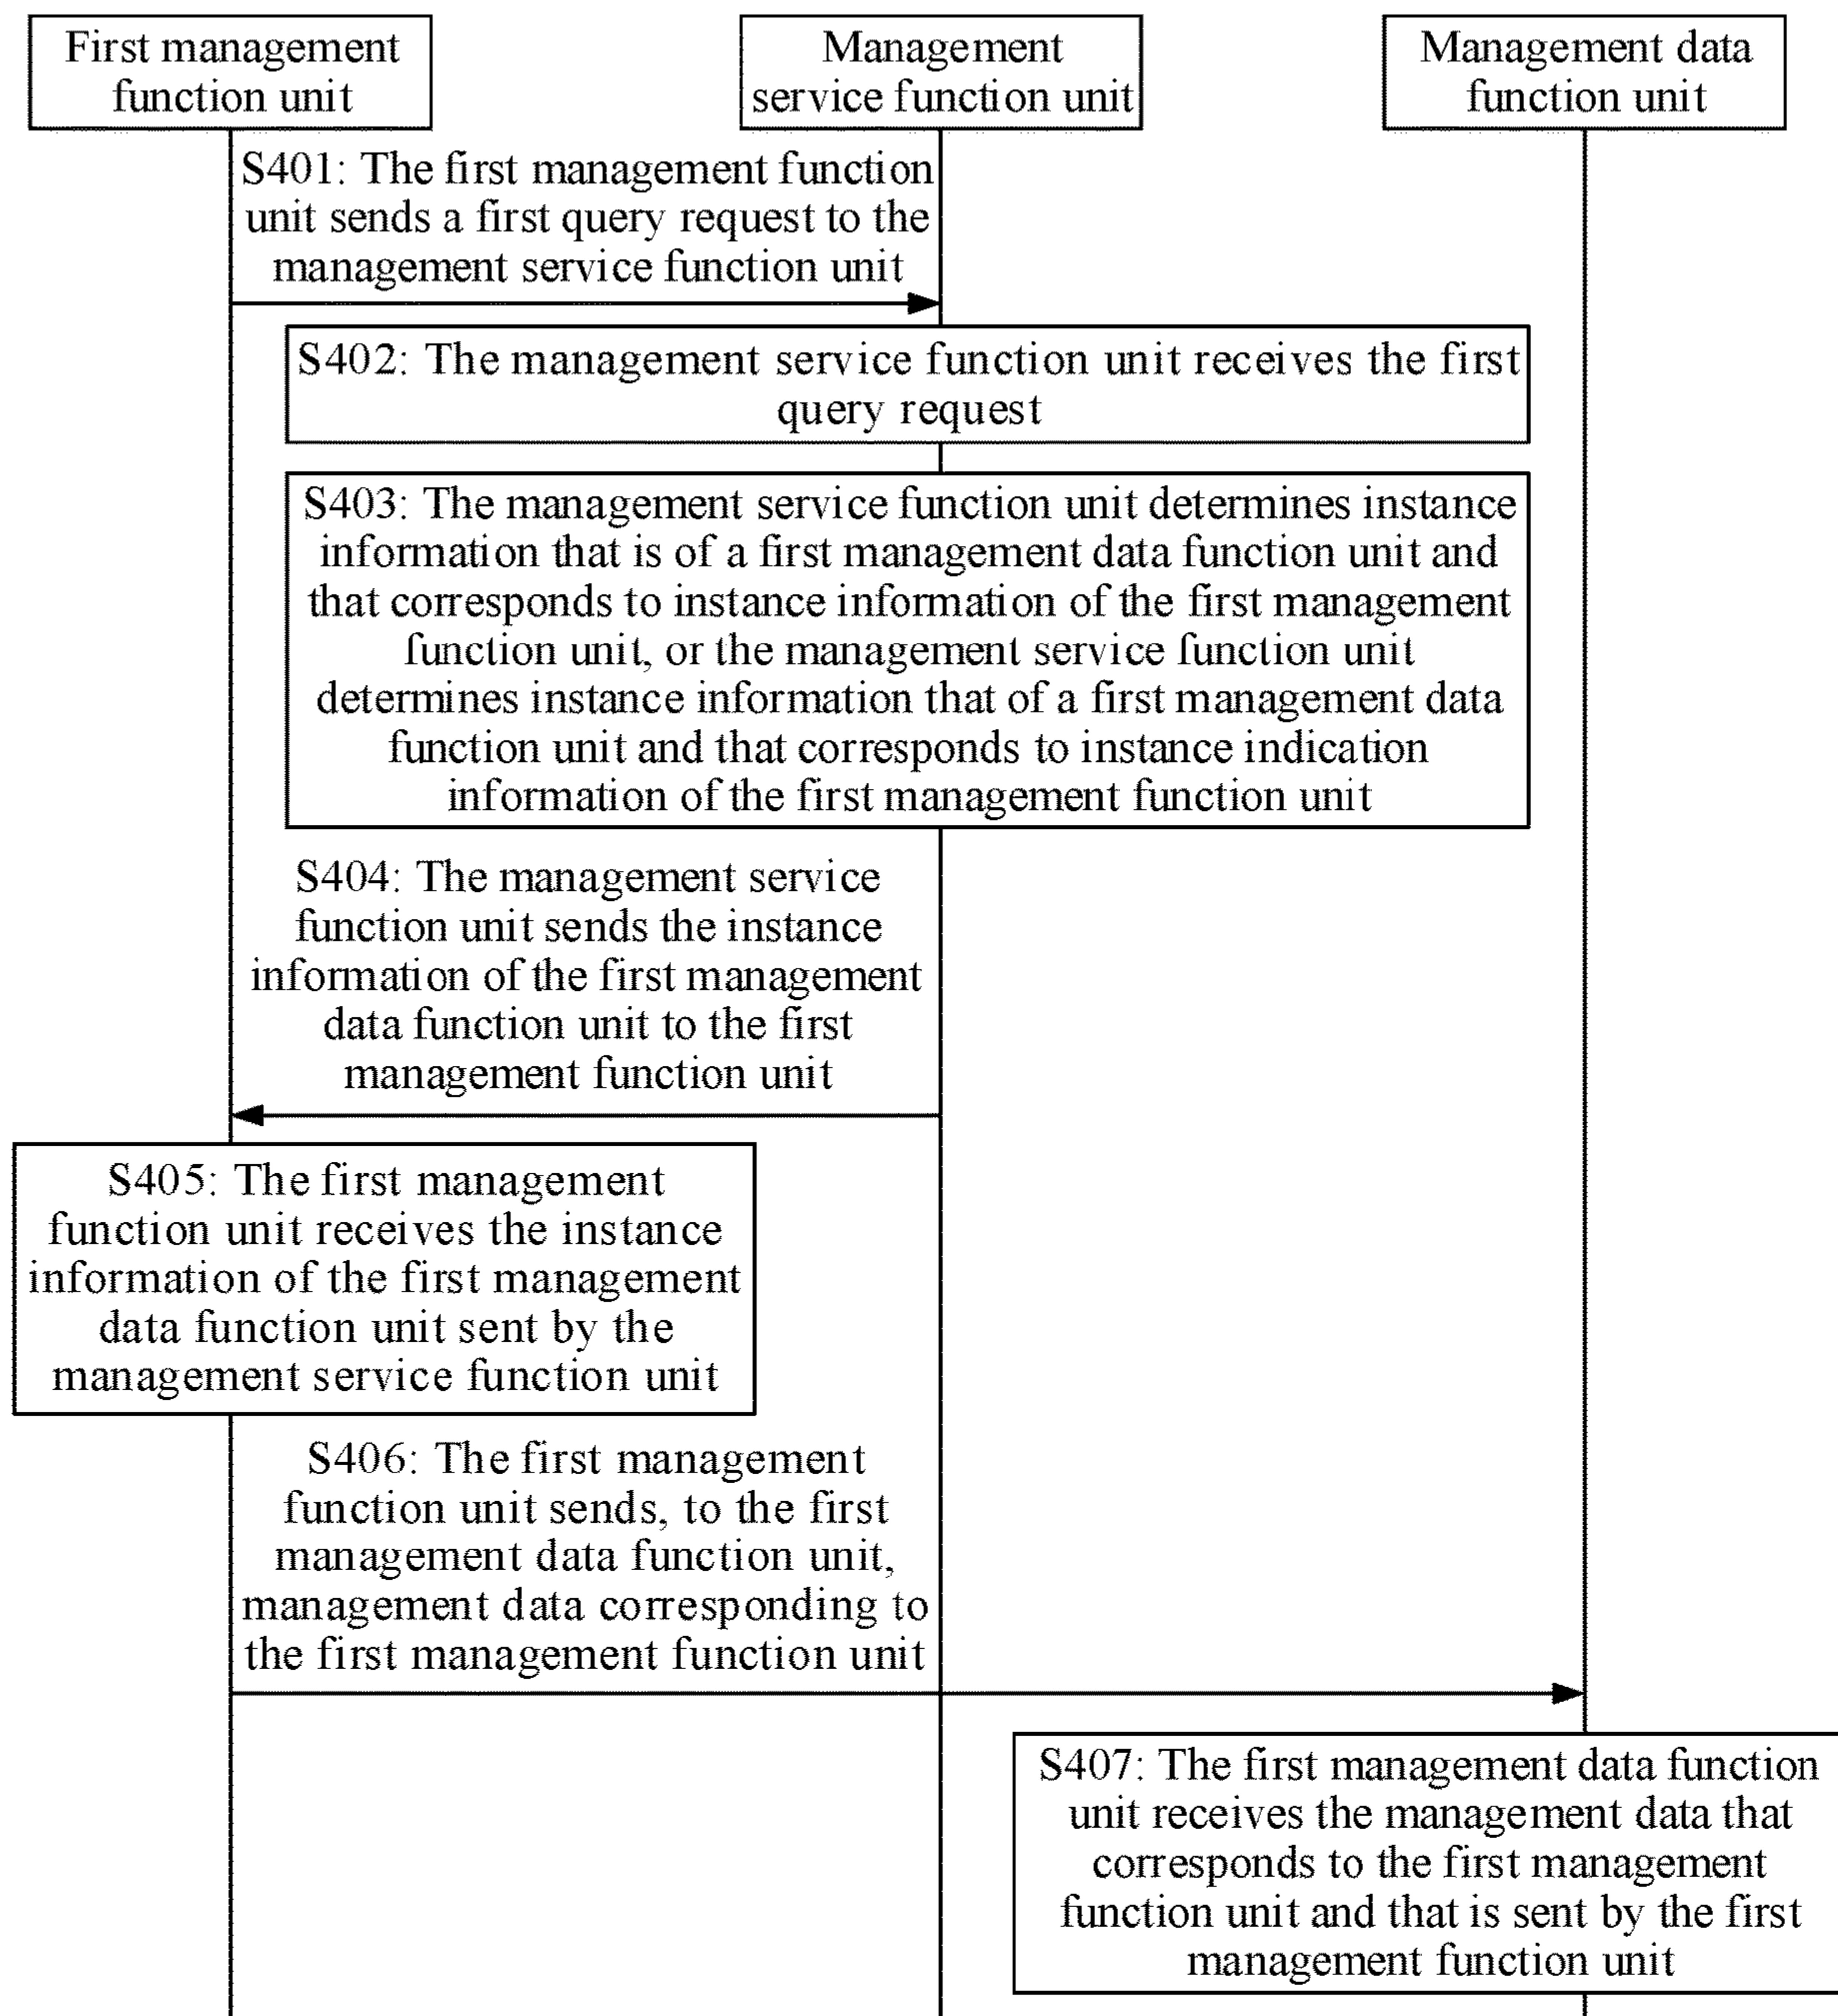 First management
function unit
Management
service function unit
Management data
function unit
S401: The first management function
unit sends a first query request to the
management service function unit
S402: The management service function unit receives the first
query request
S403: The management service function unit determines instance
information that is of a first management data function unit and
that corresponds to instance information of the first management
function unit, or the management service function unit
determines instance information that of a first management data
function unit and that corresponds to instance indication
information of the first management function unit
S404: The management service
function unit sends the instance
information of the first management
data function unit to the first
management function unit
S405: The first management
function unit receives the instance
information of the first management
data function unit sent by the
management service function unit
S406: The first management
function unit sends, to the first
management data function unit,
management data corresponding to
the first management function unit
S407: The first management data function
unit receives the management data that
corresponds to the first management
function unit and that is sent by the first
management function unit